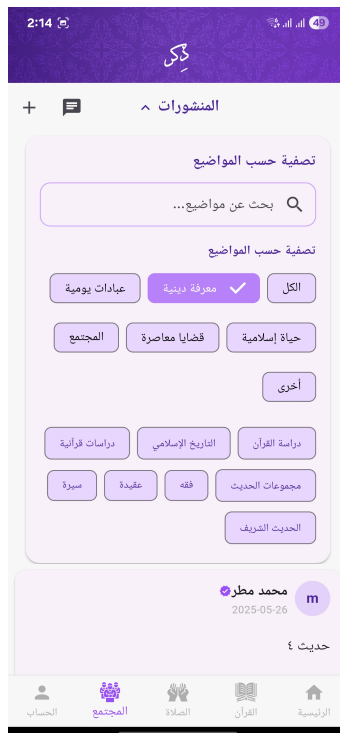 2:14
49
ذِكر
المنشورات
تصفية حسب المواضيع
بحث عن مواضيع...
تصفية حسب المواضيع
الكل معرفة دينية عبادات يومية
حياة إسلامية قضايا معاصرة المجتمع
أخرى
دراسة القرآن التاريخ الإسلامي دراسات قرآنية
مجموعات الحديث فقه عقيدة سيرة
الحديث الشريف
m محمد مطر
2025-05-26
حديث ٤
الرئيسية القرآن الصلاة المجتمع الحساب